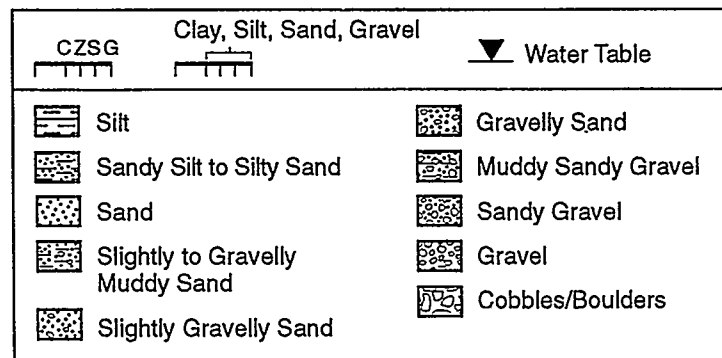 CZSG
Clay, Silt, Sand, Gravel
Water Table
Silt
Sandy Silt to Silty Sand
Sand
Slightly to Gravelly
Muddy Sand
Slightly Gravelly Sand
Gravelly Sand
Muddy Sandy Gravel
Sandy Gravel
Gravel
Cobbles/Boulders